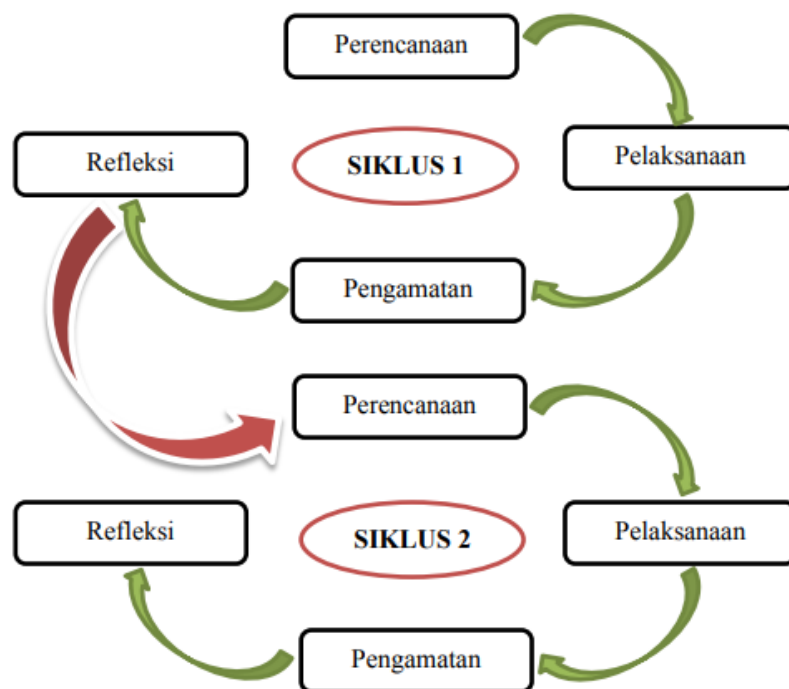 Perencanaan
Refleksi
SIKLUS 1
Pelaksanaan
Pengamatan
Perencanaan
Refleksi
SIKLUS 2
Pelaksanaan
Pengamatan